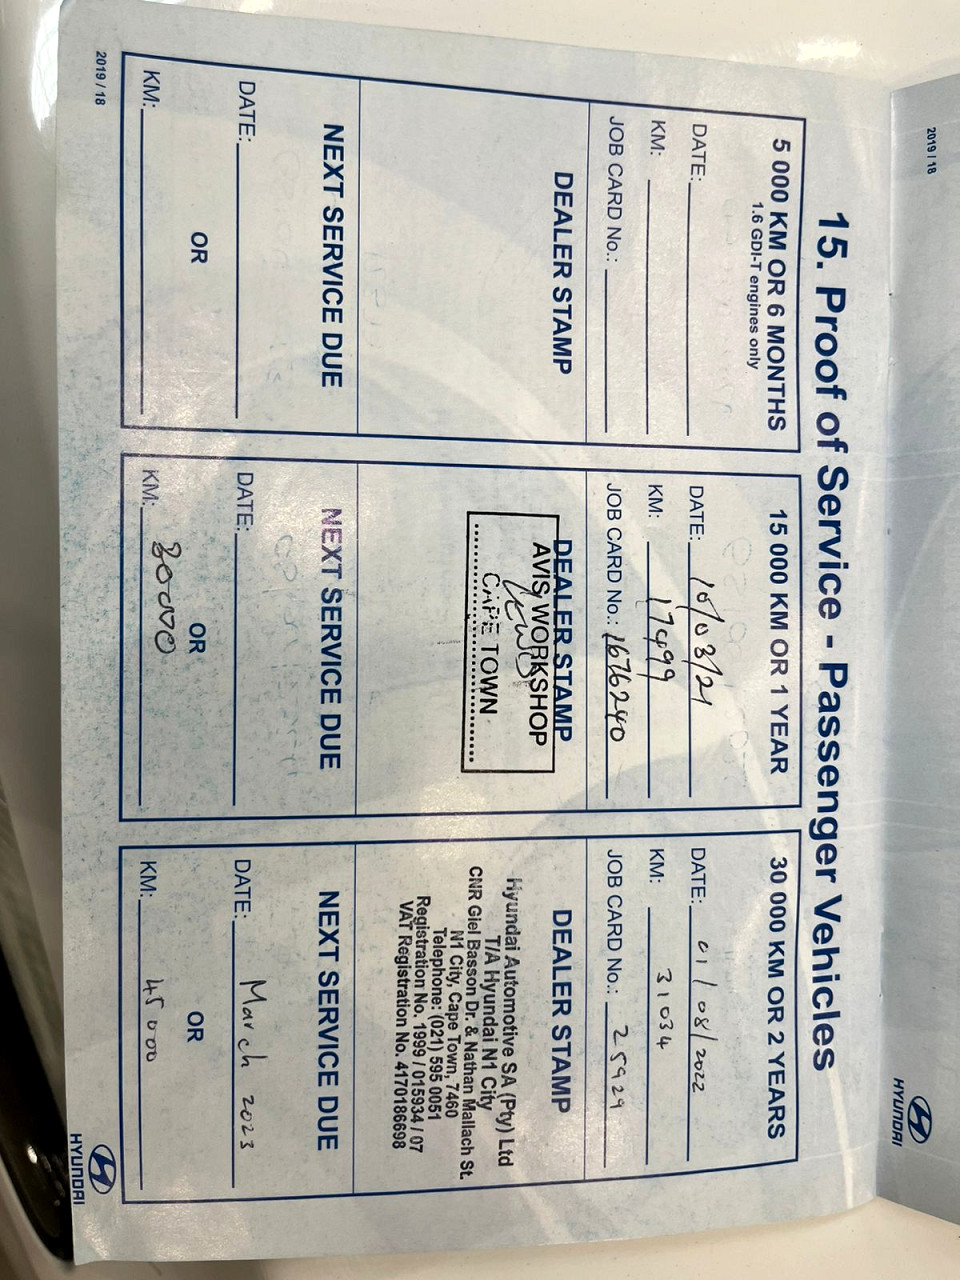 15. Proof of Service - Passenger Vehicles
5 000 KM OR 6 MONTHS
1.6 GDI-T engines only
DATE:
KM:
JOB CARD No.:
DEALER STAMP
NEXT SERVICE DUE
DATE:
OR
KM:
2019 / 18
15 000 KM OR 1 YEAR
DATE: 16/03/21
KM: 17499
JOB CARD No.: 1676240
DEALER STAMP
AVIS WORKSHOP
CAPE TOWN
NEXT SERVICE DUE
DATE:
OR
KM: 30000
30 000 KM OR 2 YEARS
DATE: 01/08/2022
KM: 31034
JOB CARD No.: 25929
DEALER STAMP
Hyundai Automotive SA (Pty) Ltd
T/A Hyundai N1 City
CNR Giel Basson Dr. & Nathan Mallach St.
N1 City, Cape Town, 7460
Telephone: (021) 595 0051
Registration No. 1999 / 015934 / 07
VAT Registration No. 4170186698
NEXT SERVICE DUE
DATE: March 2023
OR
KM: 45 000
HYUNDAI
2019 / 18
HYUNDAI